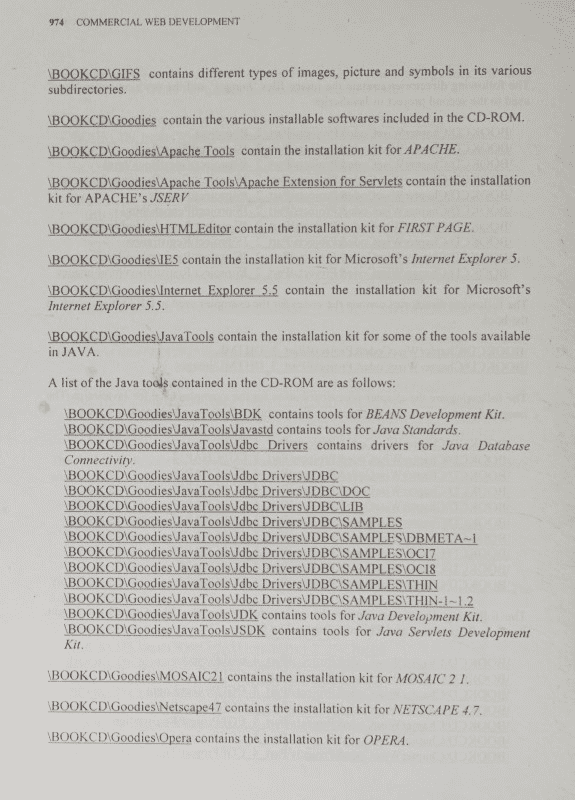 974 COMMERCIAL WEB DEVELOPMENT
\BOOKCD\GIFS contains different types of images, picture and symbols in its various
subdirectories.
\BOOKCD\Goodies contain the various installable softwares included in the CD-ROM.
\BOOKCD\Goodies\Apache Tools contain the installation kit for APACHE.
\BOOKCD\Goodies\Apache Tools\Apache Extension for Servlets contain the installation
kit for APACHE's JSERV
\BOOKCD\Goodies\HTMLEditor contain the installation kit for FIRST PAGE.
\BOOKCD\Goodies\IE5 contain the installation kit for Microsoft's Internet Explorer 5.
\BOOKCD\Goodies\Internet Explorer 5.5 contain the installation kit for Microsoft's
Internet Explorer 5.5.
\BOOKCD\Goodies\JavaTools contain the installation kit for some of the tools available
in JAVA.
A list of the Java tools contained in the CD-ROM are as follows:
\BOOKCD\Goodies\JavaTools\BDK contains tools for BEANS Development Kit.
\BOOKCD\Goodies\JavaTools\Javastd contains tools for Java Standards.
\BOOKCD\Goodies\JavaTools\Jdbc Drivers contains drivers for Java Database
Connectivity.
\BOOKCD\Goodies\JavaTools\Jdbc Drivers\JDBC
\BOOKCD\Goodies\JavaTools\Jdbc Drivers\JDBC\DOC
\BOOKCD\Goodies\JavaTools\Jdbc Drivers\JDBC\LIB
\BOOKCD\Goodies\JavaTools\Jdbc Drivers\JDBC\SAMPLES
\BOOKCD\Goodies\JavaTools\Jdbc Drivers\JDBC\SAMPLES\DBMETA~1
\BOOKCD\Goodies\JavaTools\Jdbc Drivers\JDBC\SAMPLES\OCI7
\BOOKCD\Goodies\JavaTools\Jdbc Drivers\JDBC\SAMPLES\OCI8
\BOOKCD\Goodies\JavaTools\Jdbc Drivers\JDBC\SAMPLES\THIN
\BOOKCD\Goodies\JavaTools\Jdbc Drivers\JDBC\SAMPLES\THIN-1~1.2
\BOOKCD\Goodies\JavaTools\JDK contains tools for Java Development Kit.
\BOOKCD\Goodies\JavaTools\JSDK contains tools for Java Servlets Development
Kit.
\BOOKCD\Goodies\MOSAIC21 contains the installation kit for MOSAIC 2 1.
\BOOKCD\Goodies\Netscape47 contains the installation kit for NETSCAPE 4.7.
\BOOKCD\Goodies\Opera contains the installation kit for OPERA.